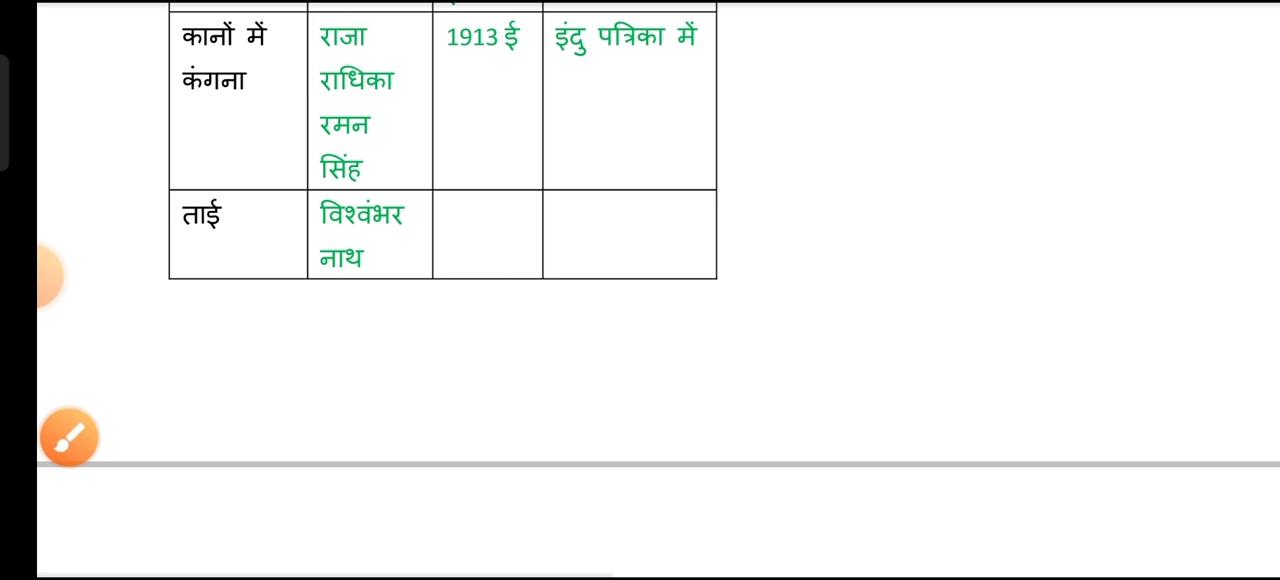 कानों में राजा 1913 ई इंदु पत्रिका में
कंगना राधिका
रमन
सिंह
ताई विश्वंभर
नाथ